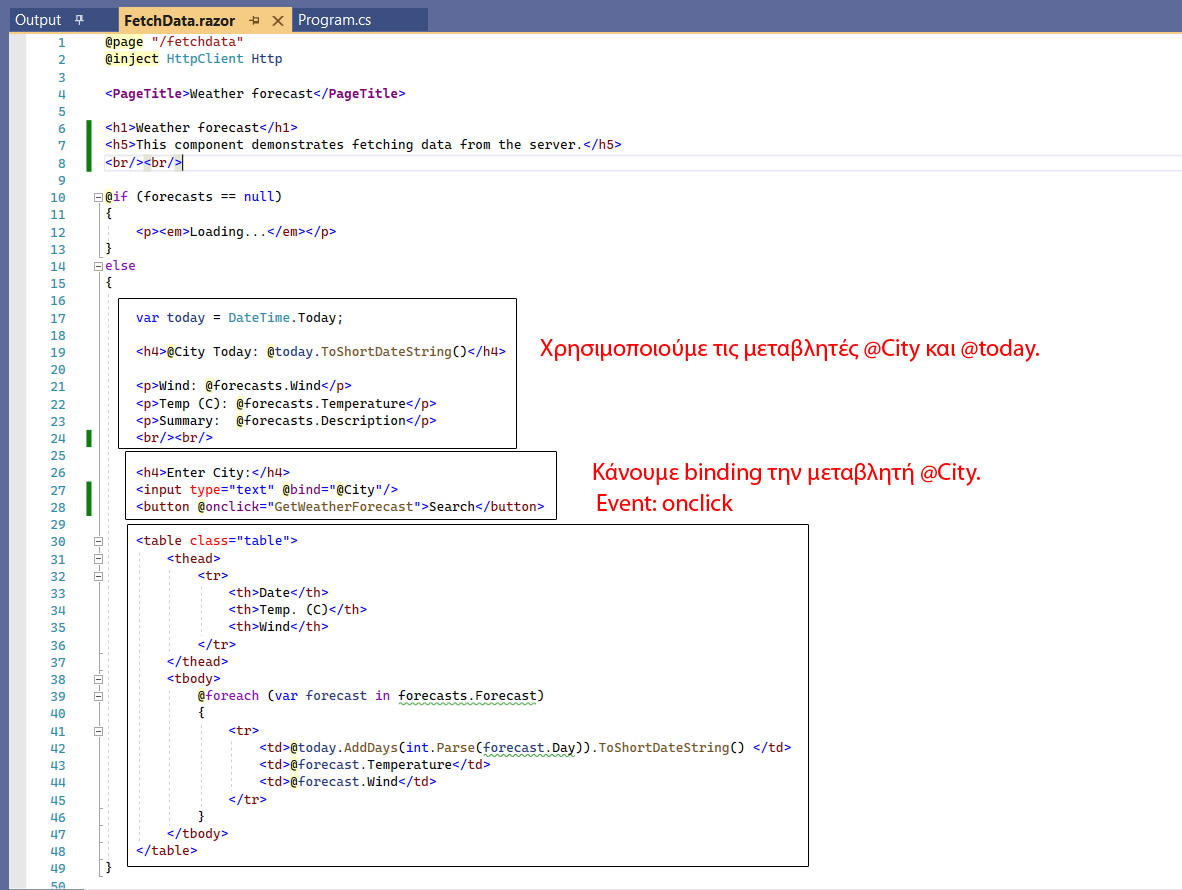 Output FetchData.razor Program.cs
1 @page "/fetchdata"
2 @inject HttpClient Http
3
4 <PageTitle>Weather forecast</PageTitle>
5
6 <h1>Weather forecast</h1>
7 <h5>This component demonstrates fetching data from the server.</h5>
8 <br/><br/>
9
10 @if (forecasts == null)
11 {
12 <p><em>Loading...</em></p>
13 }
14 else
15 {
16
17 var today = DateTime.Today;
18
19 <h4>@City Today: @today.ToShortDateString()</h4>
Χρησιμοποιούμε τις μεταβλητές @City και @today.
20
21 <p>Wind: @forecasts.Wind</p>
22 <p>Temp (C): @forecasts.Temperature</p>
23 <p>Summary:  @forecasts.Description</p>
24 <br/><br/>
25
26 <h4>Enter City:</h4>
Κάνουμε binding την μεταβλητή @City.
27 <input type="text" @bind="@City"/>
28 <button @onclick="GetWeatherForecast">Search</button>
Event: onclick
29
30 <table class="table">
31 <thead>
32 <tr>
33 <th>Date</th>
34 <th>Temp. (C)</th>
35 <th>Wind</th>
36 </tr>
37 </thead>
38 <tbody>
39 @foreach (var forecast in forecasts.Forecast)
40 {
41 <tr>
42 <td>@today.AddDays(int.Parse(forecast.Day)).ToShortDateString() </td>
43 <td>@forecast.Temperature</td>
44 <td>@forecast.Wind</td>
45 </tr>
46 }
47 </tbody>
48 </table>
49 }
50